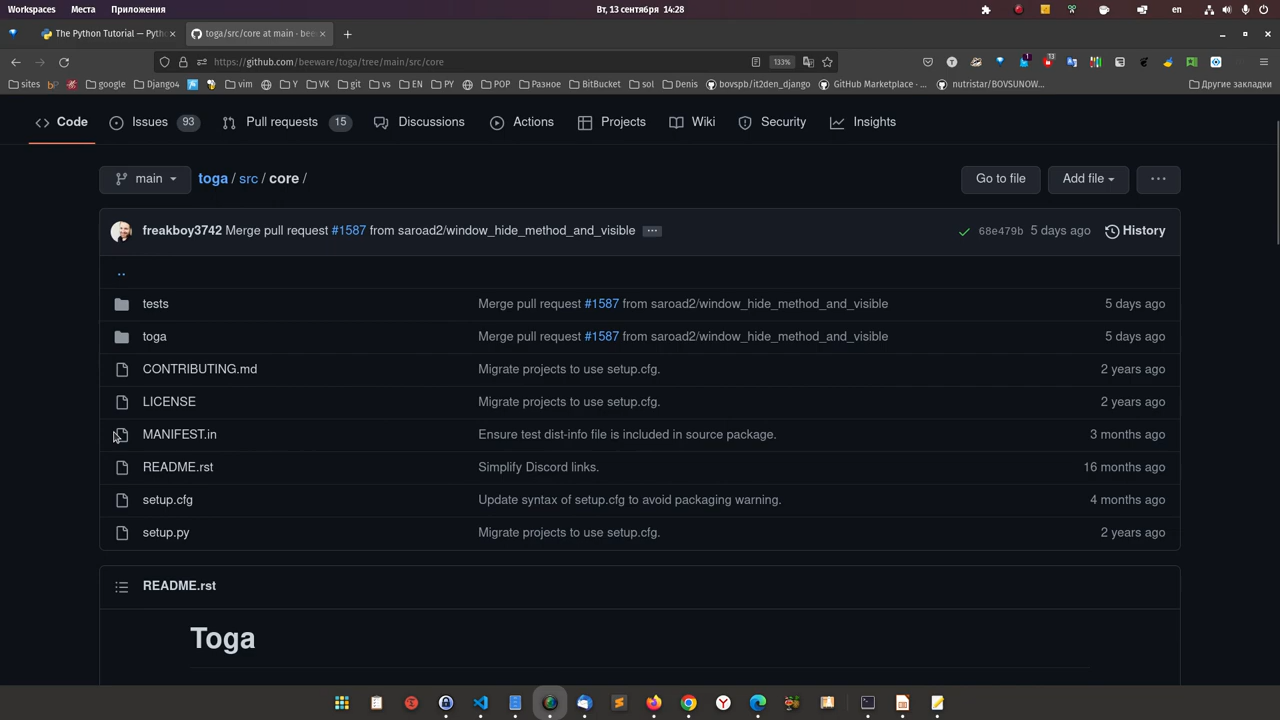 Workspaces Места Приложения Вт, 13 сентября 14:28 en
The Python Tutorial — Pyth toga/src/core at main · bee
https://github.com/beeware/toga/tree/main/src/core 133%
sites google Django4 vim Y VK git vs EN PY POP Разное BitBucket sol Denis bovspb/it2den_django GitHub Marketplace · ... nutristar/BOVSUNOW... Другие закладки
Code Issues 93 Pull requests 15 Discussions Actions Projects Wiki Security Insights
main toga / src / core / Go to file Add file
freakboy3742 Merge pull request #1587 from saroad2/window_hide_method_and_visible 68e479b 5 days ago History
..
tests Merge pull request #1587 from saroad2/window_hide_method_and_visible 5 days ago
toga Merge pull request #1587 from saroad2/window_hide_method_and_visible 5 days ago
CONTRIBUTING.md Migrate projects to use setup.cfg. 2 years ago
LICENSE Migrate projects to use setup.cfg. 2 years ago
MANIFEST.in Ensure test dist-info file is included in source package. 3 months ago
README.rst Simplify Discord links. 16 months ago
setup.cfg Update syntax of setup.cfg to avoid packaging warning. 4 months ago
setup.py Migrate projects to use setup.cfg. 2 years ago
README.rst
Toga